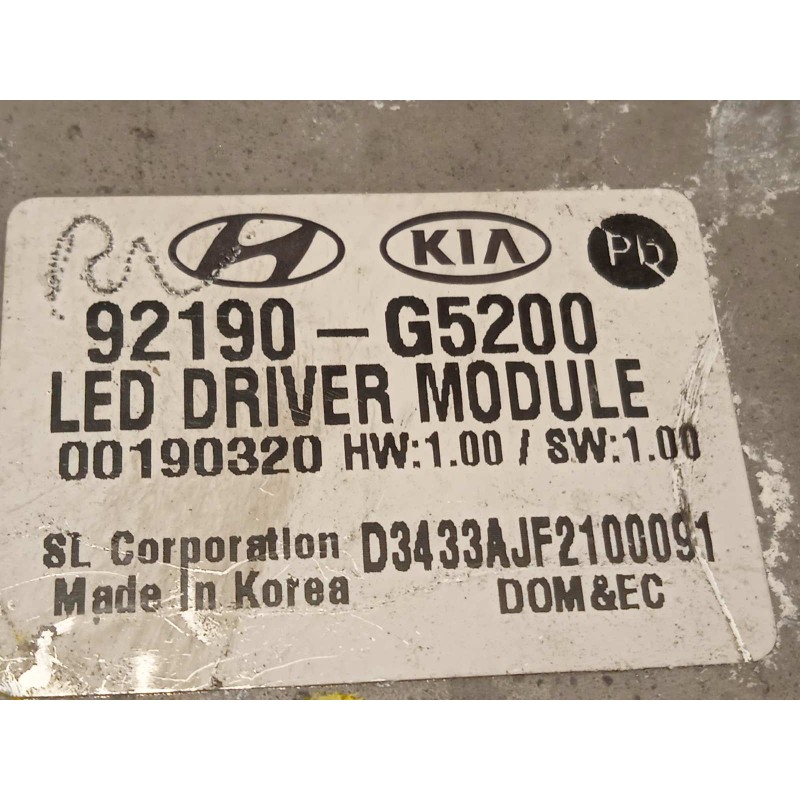 KIA Pb
92190-G5200
LED DRIVER MODULE
00190320 HW:1.00 / SW:1.00
SL Corporation D3433AJF2100091
Made In Korea DOM&EC